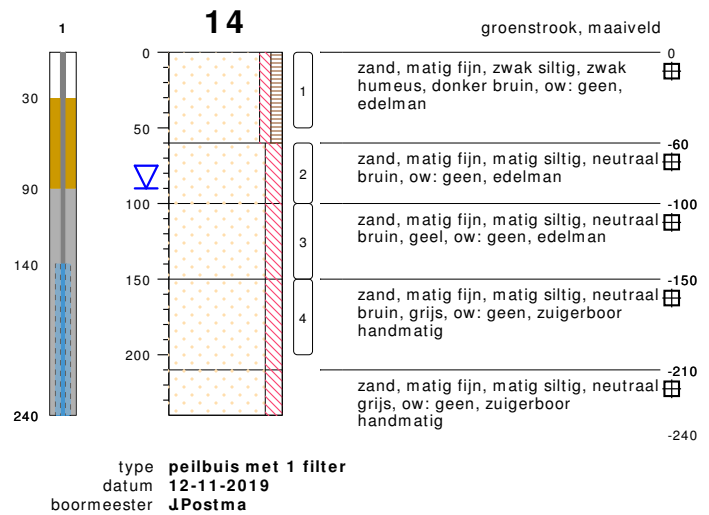 1
14
groenstrook, maaiveld
0
0
zand, matig fijn, zwak siltig, zwak
humeus, donker bruin, ow: geen,
edelman
1
30
50
-60
zand, matig fijn, matig siltig, neutraal
bruin, ow: geen, edelman
2
90
100
-100
zand, matig fijn, matig siltig, neutraal
bruin, geel, ow: geen, edelman
3
140
150
-150
zand, matig fijn, matig siltig, neutraal
bruin, grijs, ow: geen, zuigerboor
handmatig
4
200
-210
zand, matig fijn, matig siltig, neutraal
grijs, ow: geen, zuigerboor
handmatig
240
-240
type peilbuis met 1 filter
datum 12-11-2019
boormeester J.Postma